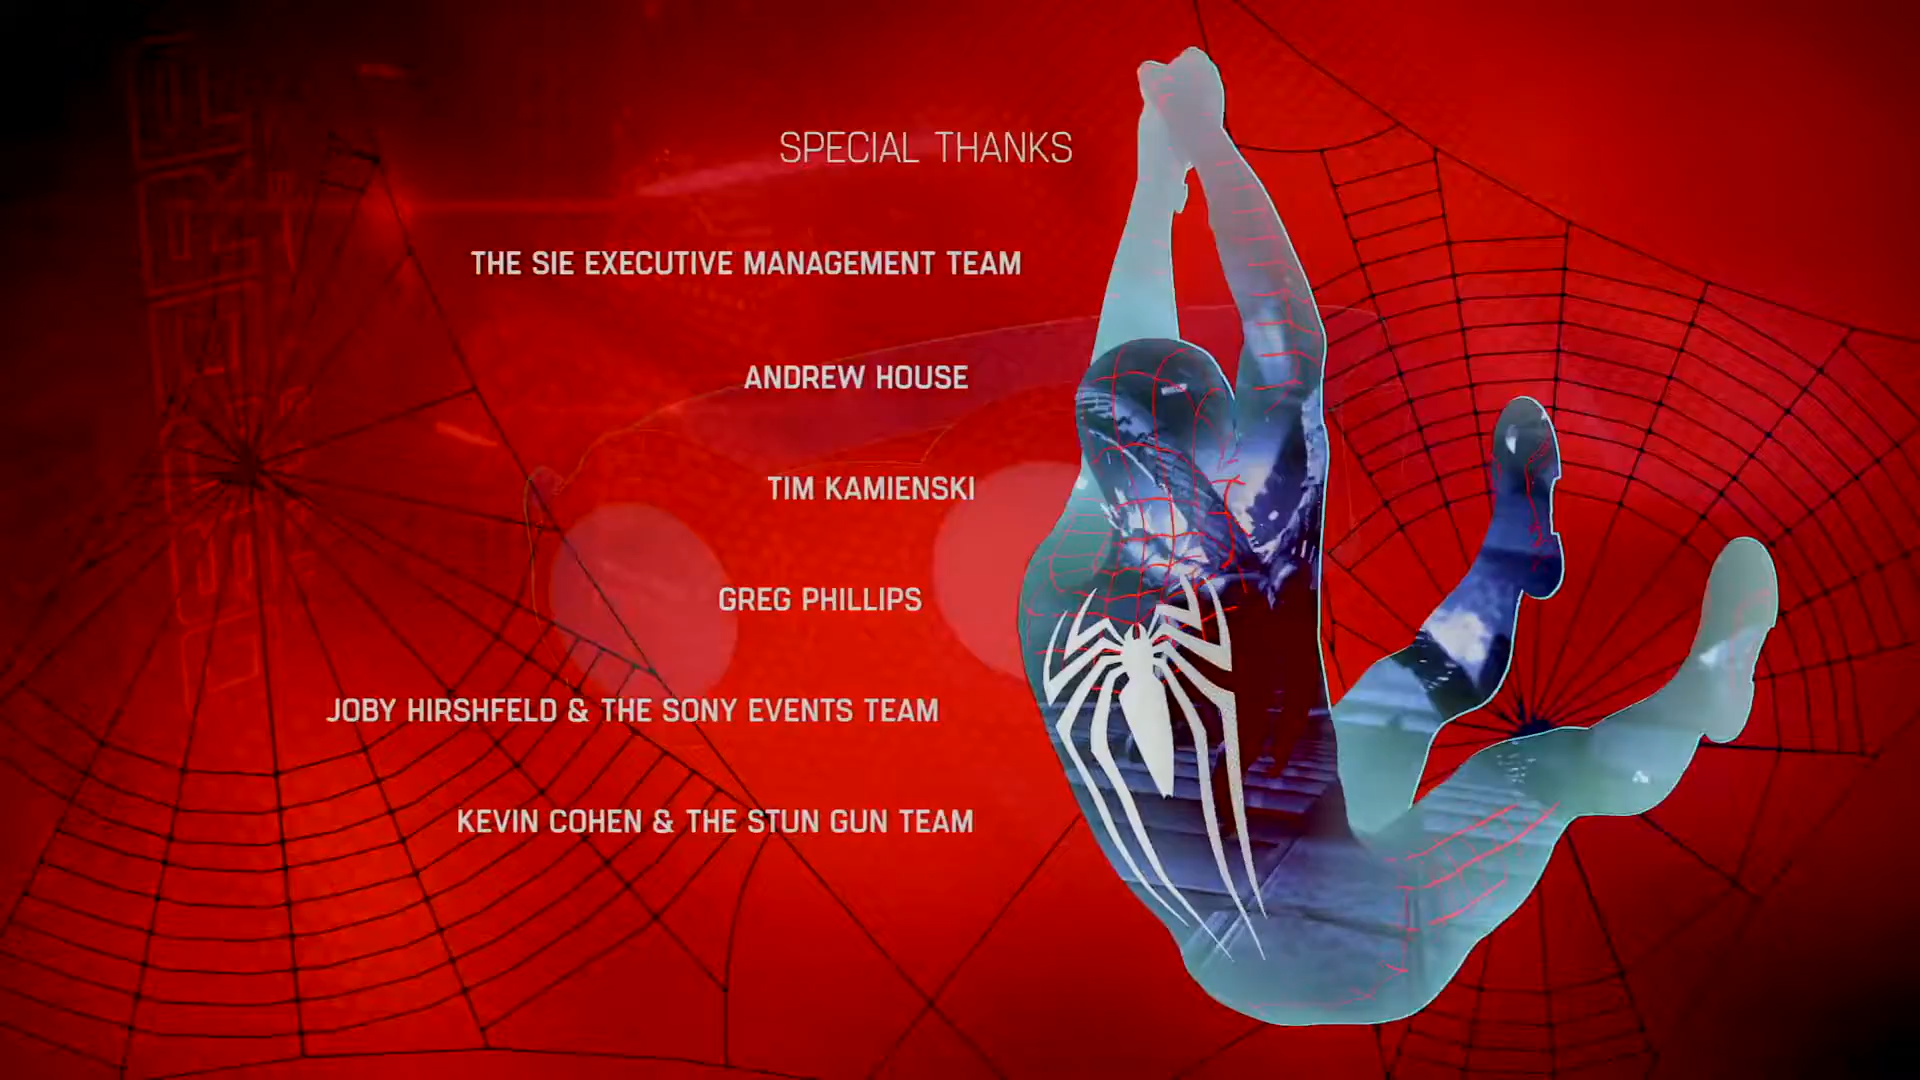 SPECIAL THANKS
THE SIE EXECUTIVE MANAGEMENT TEAM
ANDREW HOUSE
TIM KAMIENSKI
GREG PHILLIPS
JOBY HIRSHFELD & THE SONY EVENTS TEAM
KEVIN COHEN & THE STUN GUN TEAM